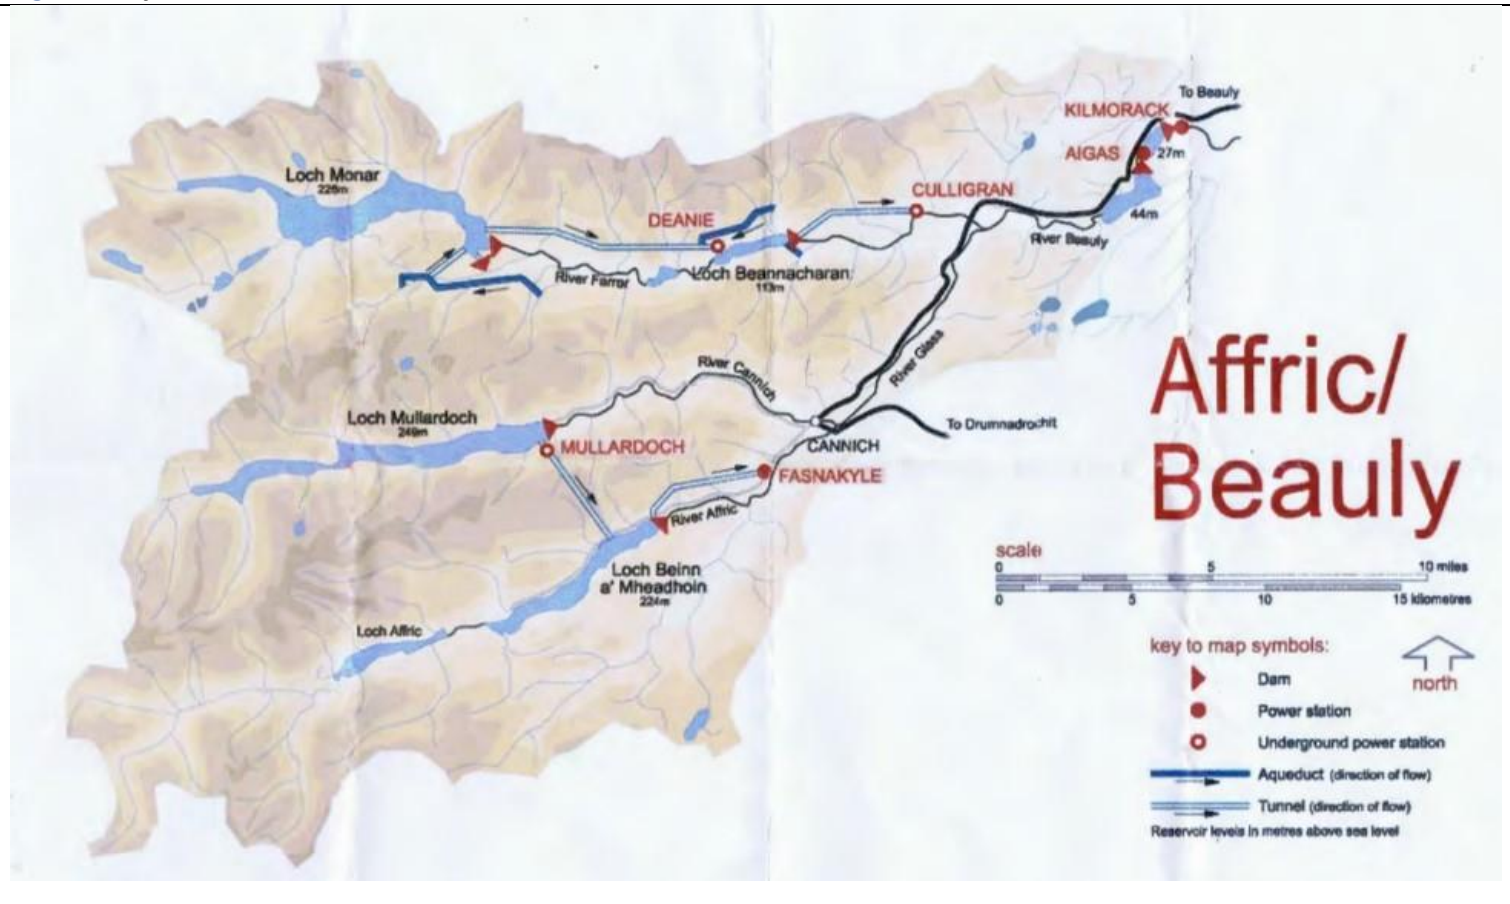 To Beauly
KILMORACK
AIGAS
27m
Loch Monar
226m
CULLIGRAN
44m
DEANIE
River Beauly
River Farrar
Loch Beannacharan
113m
River Glass
River Cannich
Affric/
Beauly
Loch Mullardoch
249m
To Drumnadrochit
CANNICH
MULLARDOCH
FASNAKYLE
River Affric
scale
0 5 10 miles
0 5 10 15 kilometres
Loch Beinn
a' Mheadhoin
224m
Loch Affric
key to map symbols:
Dam
north
Power station
Underground power station
Aqueduct (direction of flow)
Tunnel (direction of flow)
Reservoir levels in metres above sea level